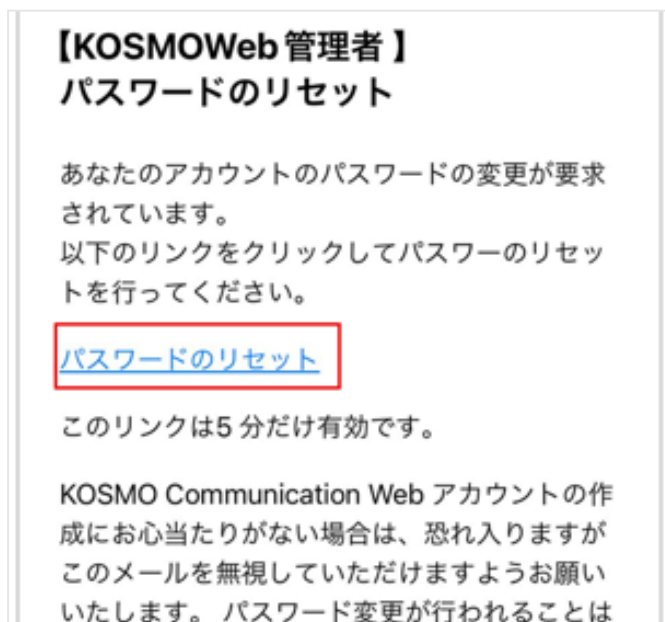 【KOSMOWeb 管理者 】
パスワードのリセット
あなたのアカウントのパスワードの変更が要求
されています。
以下のリンクをクリックしてパスワーのリセッ
トを行ってください。
パスワードのリセット
このリンクは5 分だけ有効です。
KOSMO Communication Web アカウントの作
成にお心当たりがない場合は、恐れ入りますが
このメールを無視していただけますようお願い
いたします。 パスワード変更が行われることは